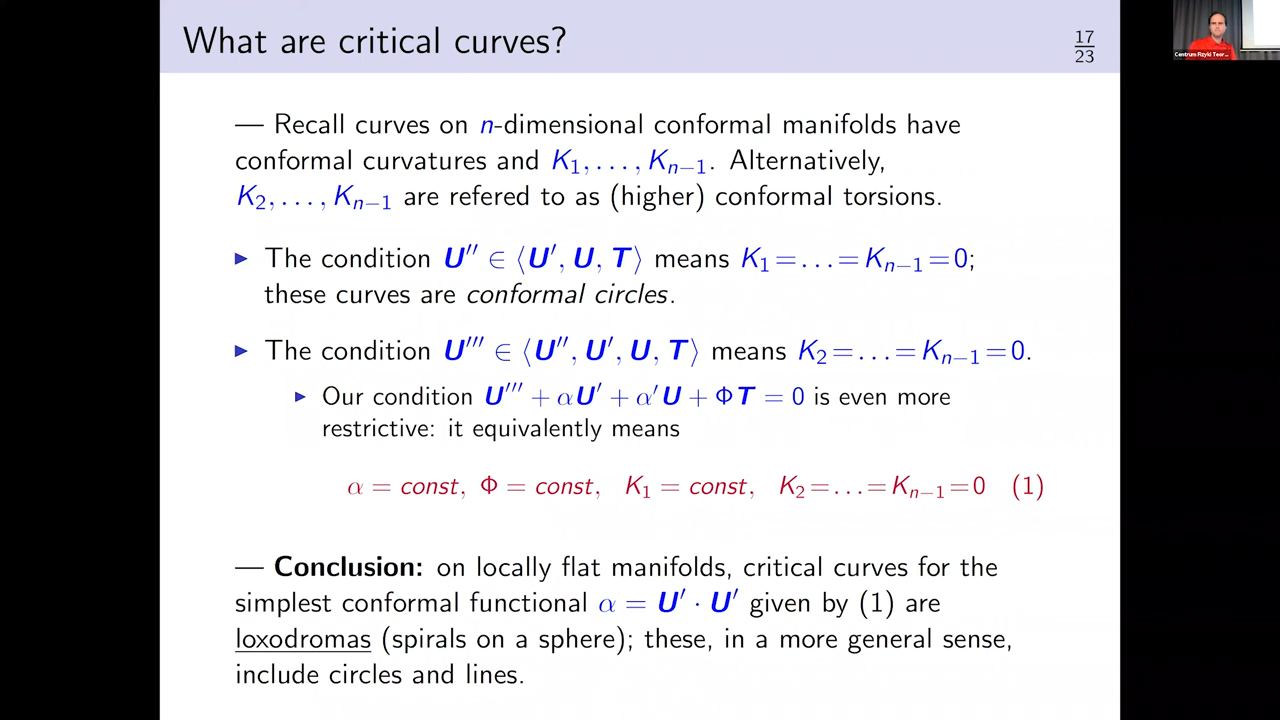 What are critical curves?
17
23
— Recall curves on n-dimensional conformal manifolds have
conformal curvatures and K₁, . . . , Kₙ₋₁. Alternatively,
K₂, . . . , Kₙ₋₁ are refered to as (higher) conformal torsions.
▶ The condition U″ ∈ ⟨U′, U, T⟩ means K₁ = . . . = Kₙ₋₁ = 0;
these curves are conformal circles.
▶ The condition U‴ ∈ ⟨U″, U′, U, T⟩ means K₂ = . . . = Kₙ₋₁ = 0.
▶ Our condition U‴ + αU′ + α′U + ΦT = 0 is even more
restrictive: it equivalently means
α = const, Φ = const, K₁ = const, K₂ = . . . = Kₙ₋₁ = 0 (1)
— Conclusion: on locally flat manifolds, critical curves for the
simplest conformal functional α = U′ · U′ given by (1) are
loxodromas (spirals on a sphere); these, in a more general sense,
include circles and lines.
Centrum Fizyki Teor...